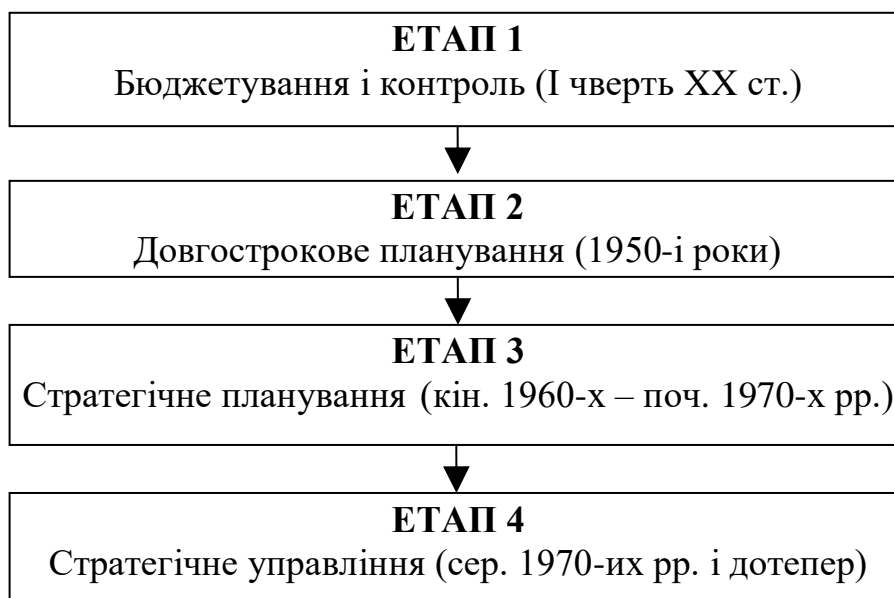 ЕТАП 1
Бюджетування і контроль (І чверть ХХ ст.)
ЕТАП 2
Довгострокове планування (1950-і роки)
ЕТАП 3
Стратегічне планування (кін. 1960-х – поч. 1970-х рр.)
ЕТАП 4
Стратегічне управління (сер. 1970-их рр. і дотепер)